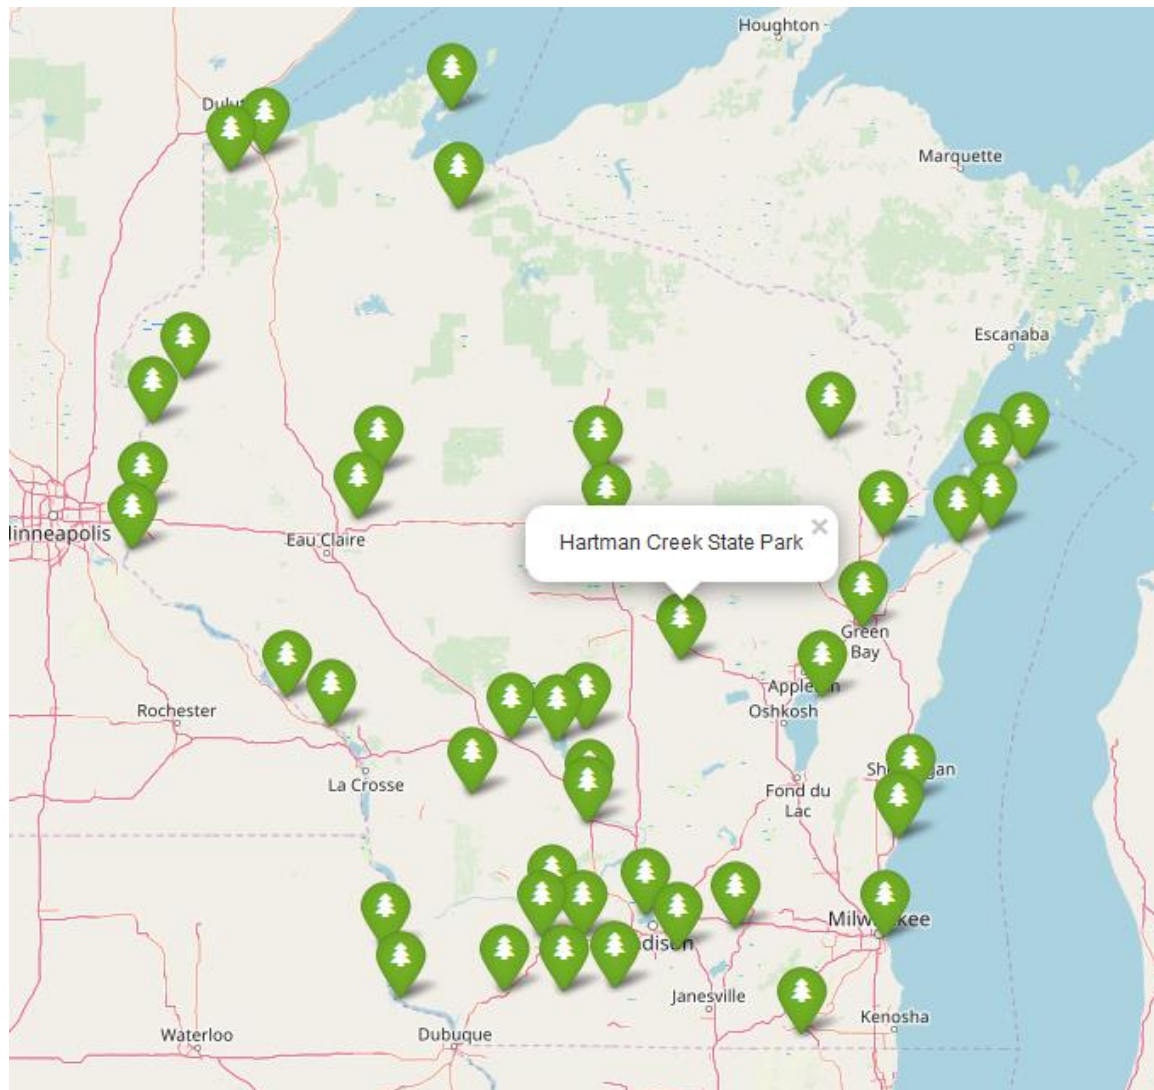 Houghton
Marquette
Escanaba
Eau Claire
Hartman Creek State Park ×
Green
Bay
Oshkosh
Rochester
La Crosse
Fond du
Lac
Janesville
Kenosha
Waterloo
Dubuque